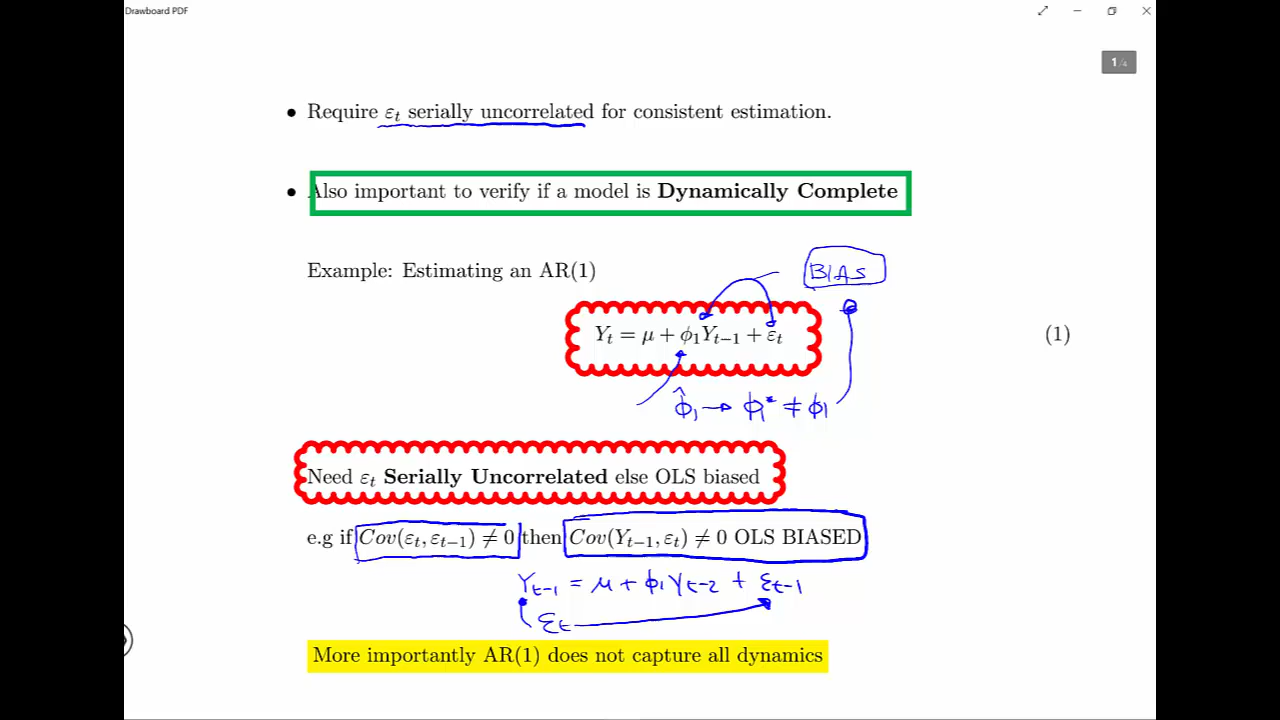 Drawboard PDF
1/4
• Require εt serially uncorrelated for consistent estimation.
• Also important to verify if a model is Dynamically Complete
BIAS
Example: Estimating an AR(1)
Yt = μ + ϕ1Yt−1 + εt (1)
ϕ̂1 → ϕ1* ≠ ϕ1
Need εt Serially Uncorrelated else OLS biased
e.g if Cov(εt, εt−1) ≠ 0 then Cov(Yt−1, εt) ≠ 0 OLS BIASED
Yt−1 = μ + ϕ1 Yt−2 + εt−1
εt
More importantly AR(1) does not capture all dynamics